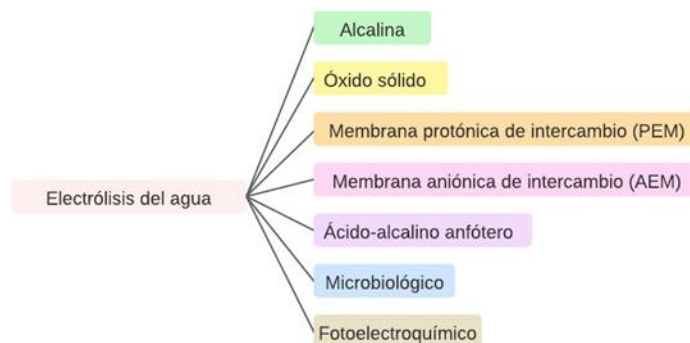 Alcalina
Óxido sólido
Membrana protónica de intercambio (PEM)
Membrana aniónica de intercambio (AEM)
Electrólisis del agua
Ácido-alcalino anfótero
Microbiológico
Fotoelectroquímico